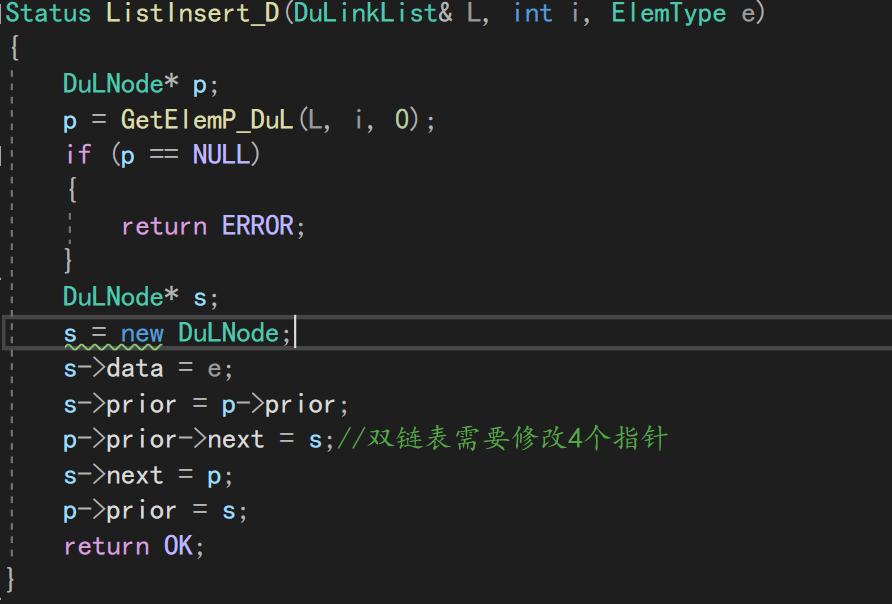 Status ListInsert_D(DuLinkList& L, int i, ElemType e)
{
DuLNode* p;
p = GetElemP_DuL(L, i, 0);
if (p == NULL)
{
return ERROR;
}
DuLNode* s;
s = new DuLNode;
s->data = e;
s->prior = p->prior;
p->prior->next = s;//双链表需要修改4个指针
s->next = p;
p->prior = s;
return OK;
}